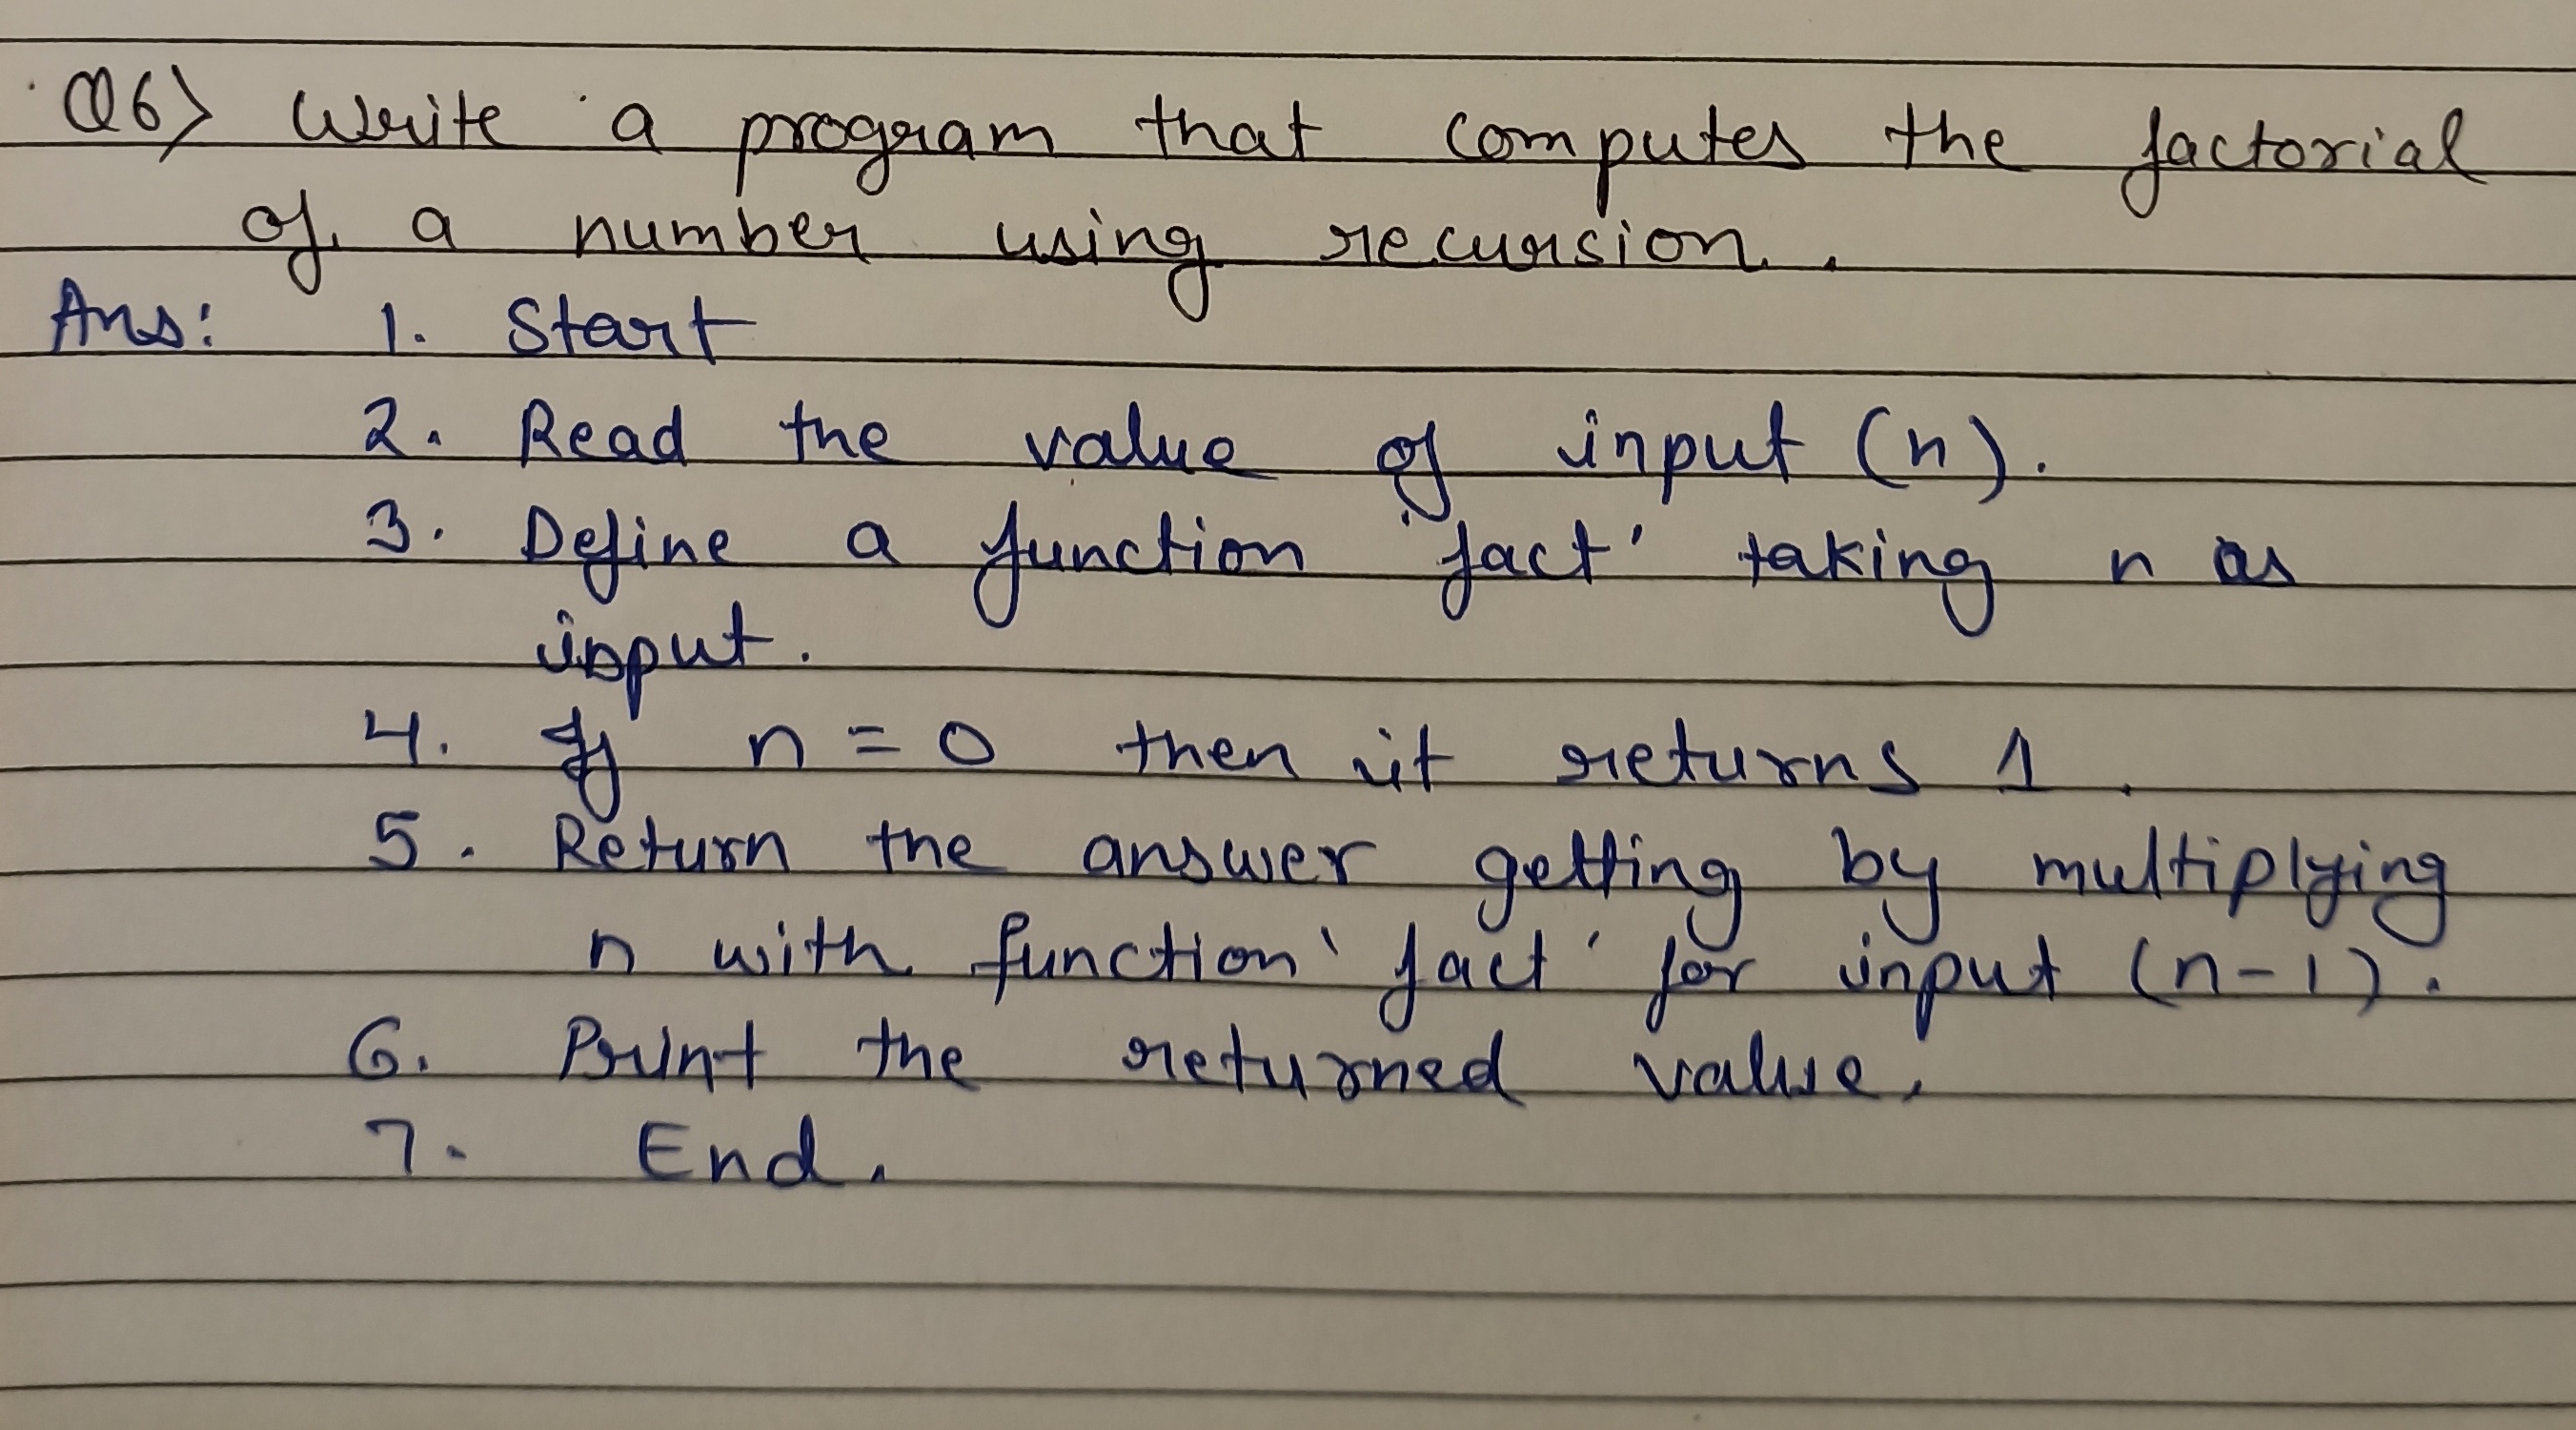 Q6> Write a program that computes the factorial
of a number using recursion.
Ans: 1. Start
2. Read the value of input (n).
3. Define a function 'fact' taking n as
input.
4. If n = 0 then it returns 1.
5. Return the answer getting by multiplying
n with function 'fact' for input (n-1).
6. Print the returned value.
7. End.